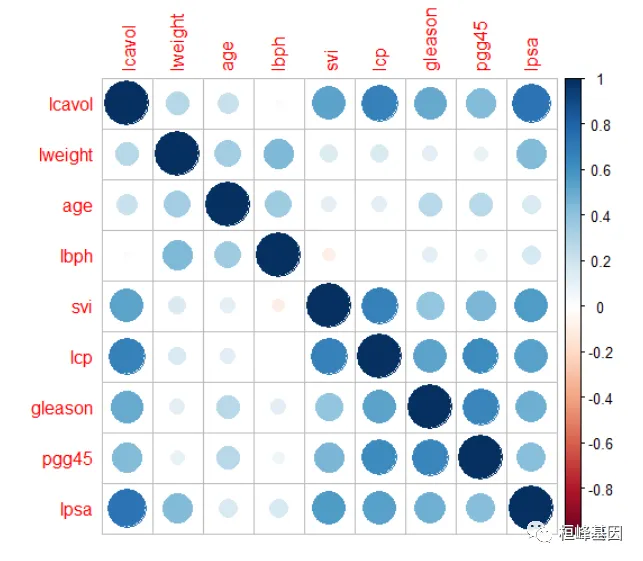 lcavol
lweight
age
lbph
svi
lcp
gleason
pgg45
lpsa
lcavol
lweight
age
lbph
svi
lcp
gleason
pgg45
lpsa
1
0.8
0.6
0.4
0.2
0
-0.2
-0.4
-0.6
-0.8
桓峰基因